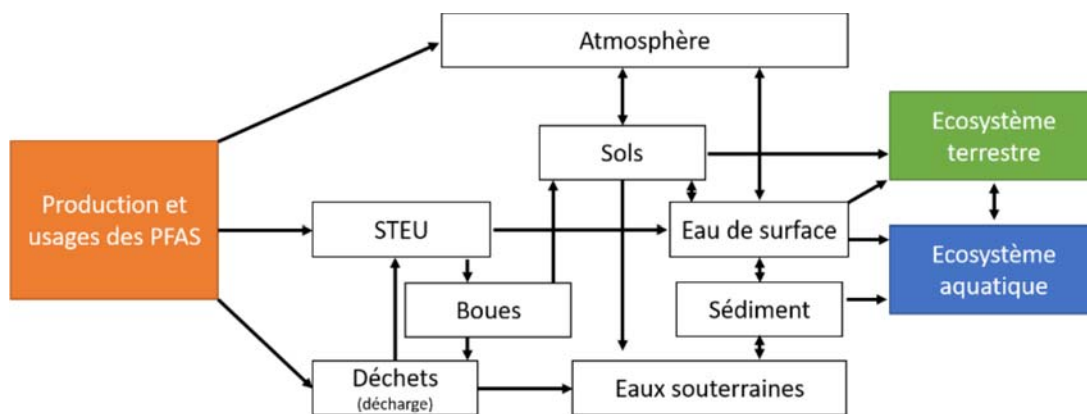 Atmosphère
Sols
Ecosystème
terrestre
Production et
usages des PFAS
STEU
Eau de surface
Ecosystème
aquatique
Boues
Sédiment
Déchets
(décharge)
Eaux souterraines